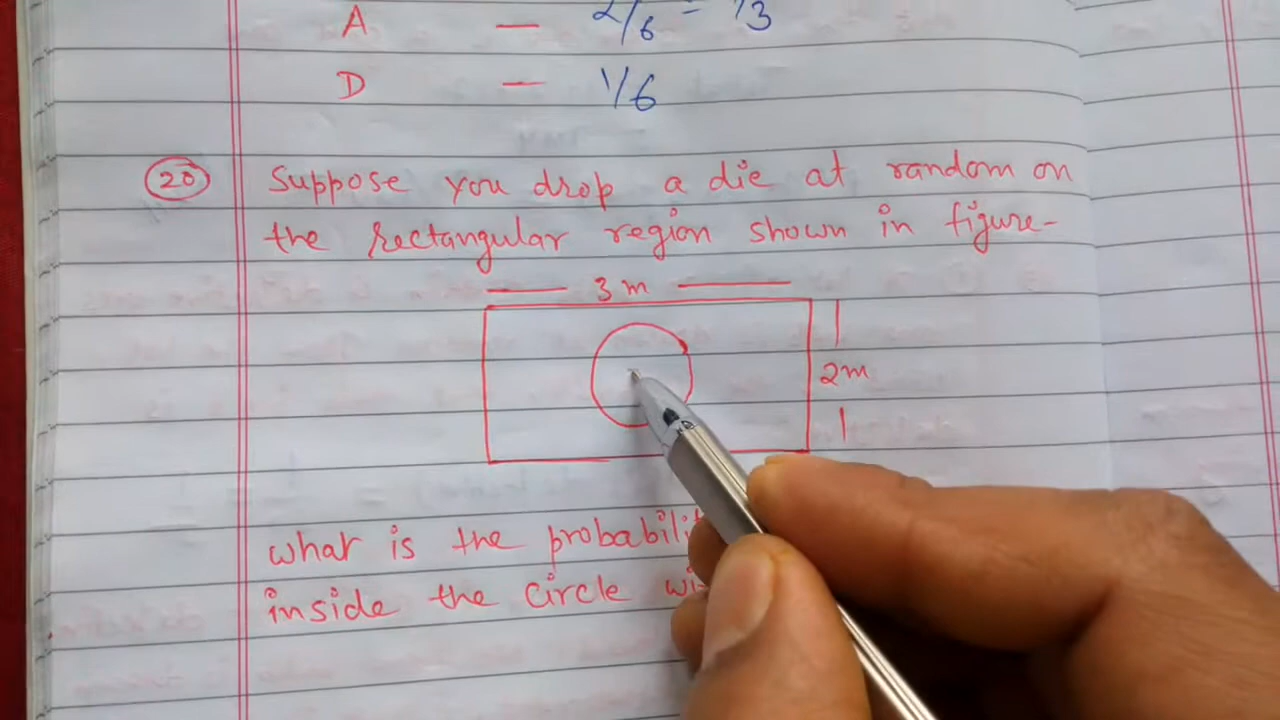 A — 2/6 = 1/3
D — 1/6
20 Suppose you drop a die at random on
the rectangular region shown in figure-
3 m
2m
what is the
inside the circle